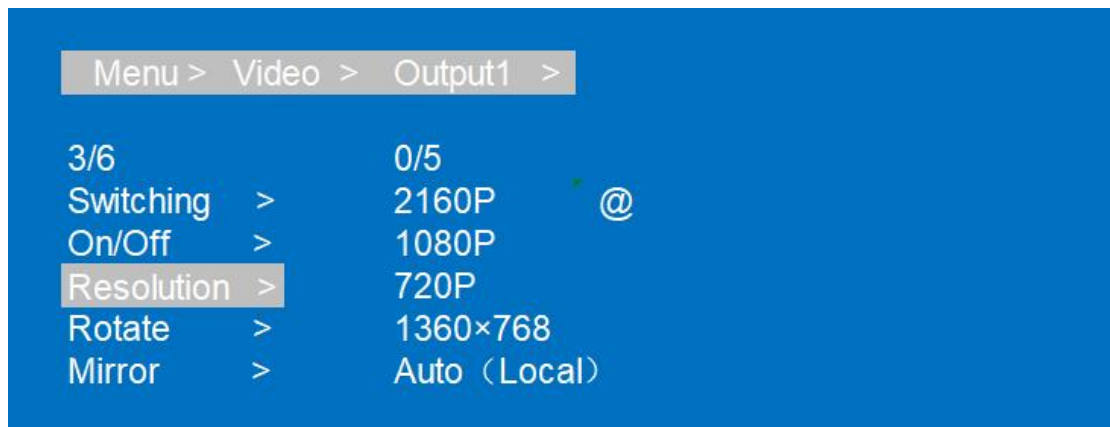 Menu > Video > Output1 >
3/6 0/5
Switching > 2160P @
On/Off > 1080P
Resolution > 720P
Rotate > 1360×768
Mirror > Auto（Local）